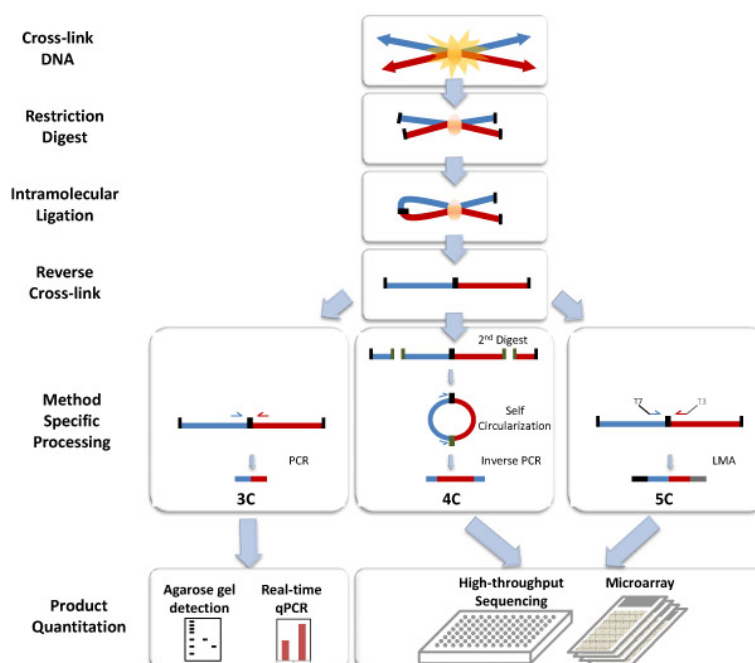 Cross-link
DNA
Restriction
Digest
Intramolecular
Ligation
Reverse
Cross-link
Method
Specific
Processing
2nd Digest
T7
T3
Self
Circularization
PCR
Inverse PCR
LMA
3C
4C
5C
Product
Quantitation
Agarose gel
detection
Real-time
qPCR
High-throughput
Sequencing
Microarray